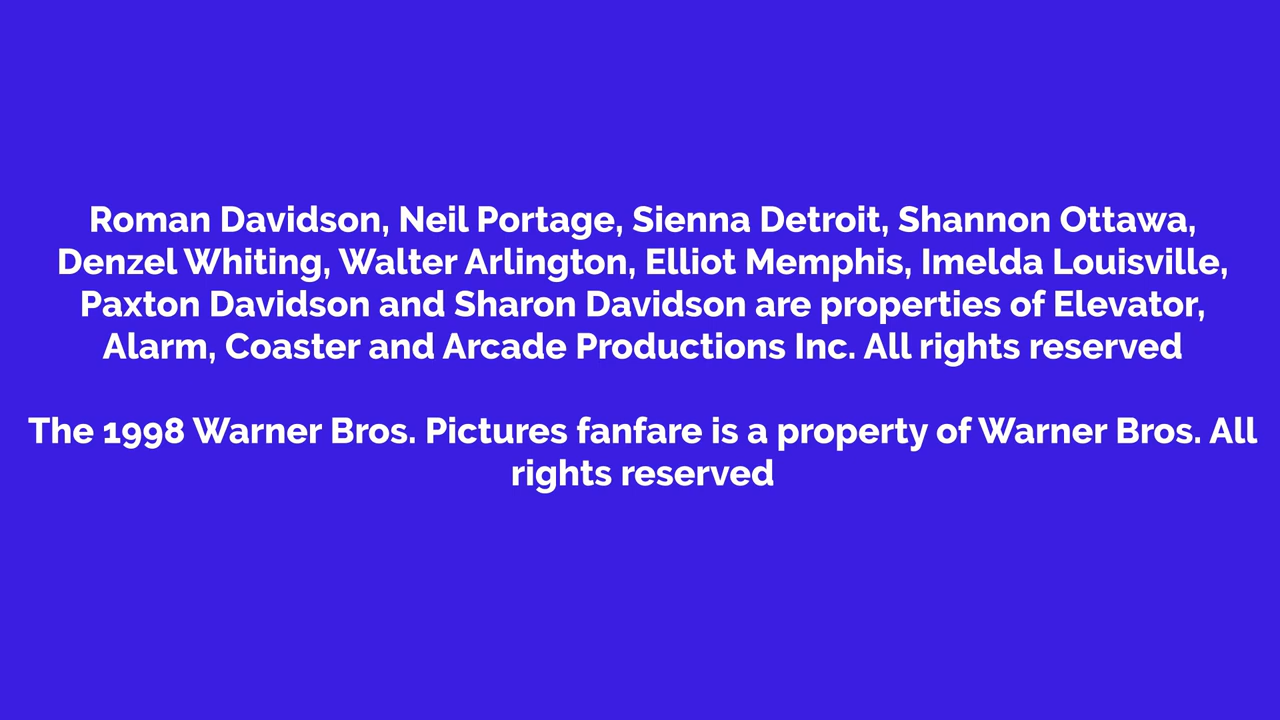 Roman Davidson, Neil Portage, Sienna Detroit, Shannon Ottawa,
Denzel Whiting, Walter Arlington, Elliot Memphis, Imelda Louisville,
Paxton Davidson and Sharon Davidson are properties of Elevator,
Alarm, Coaster and Arcade Productions Inc. All rights reserved
The 1998 Warner Bros. Pictures fanfare is a property of Warner Bros. All
rights reserved